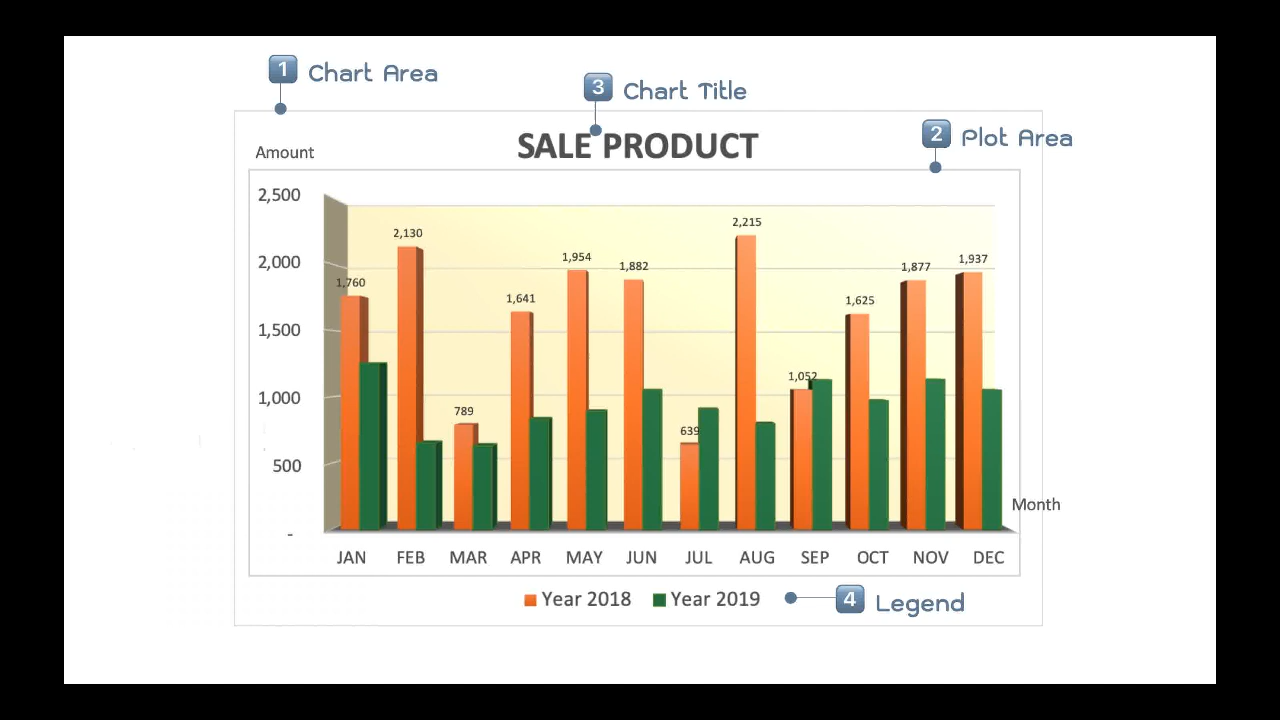 1 Chart Area
3 Chart Title
2 Plot Area
SALE PRODUCT
Amount
2,500
2,000
1,500
1,000
500
-
1,760
2,130
789
1,641
1,954
1,882
639
2,215
1,052
1,625
1,877
1,937
Month
JAN FEB MAR APR MAY JUN JUL AUG SEP OCT NOV DEC
Year 2018 Year 2019
4 Legend